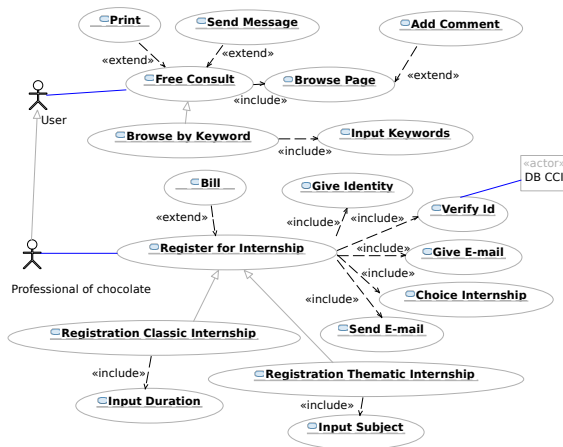 Print
Send Message
Add Comment
«extend»
«extend»
«extend»
Free Consult
Browse Page
«include»
User
Browse by Keyword
Input Keywords
«include»
«actor»
DB CCI
Bill
Give Identity
Verify Id
«extend»
«include»
«include»
Register for Internship
«include»
Give E-mail
Professional of chocolate
«include»
Choice Internship
«include»
Send E-mail
Registration Classic Internship
«include»
Registration Thematic Internship
Input Duration
«include»
Input Subject